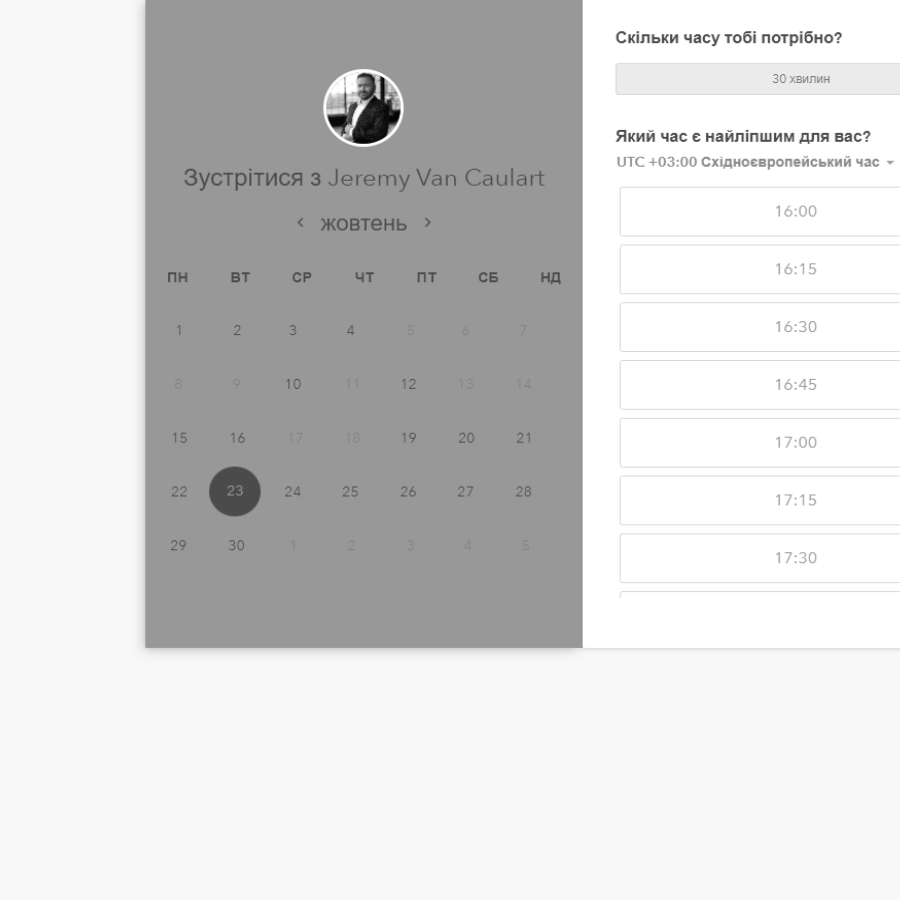 Зустрітися з Jeremy Van Caulart
жовтень
ПН ВТ СР ЧТ ПТ СБ НД
1 2 3 4 5 6 7
8 9 10 11 12 13 14
15 16 17 18 19 20 21
22 23 24 25 26 27 28
29 30 1 2 3 4 5
Скільки часу тобі потрібно?
30 хвилин
Який час є найліпшим для вас?
UTC +03:00 Східноєвропейський час
16:00
16:15
16:30
16:45
17:00
17:15
17:30